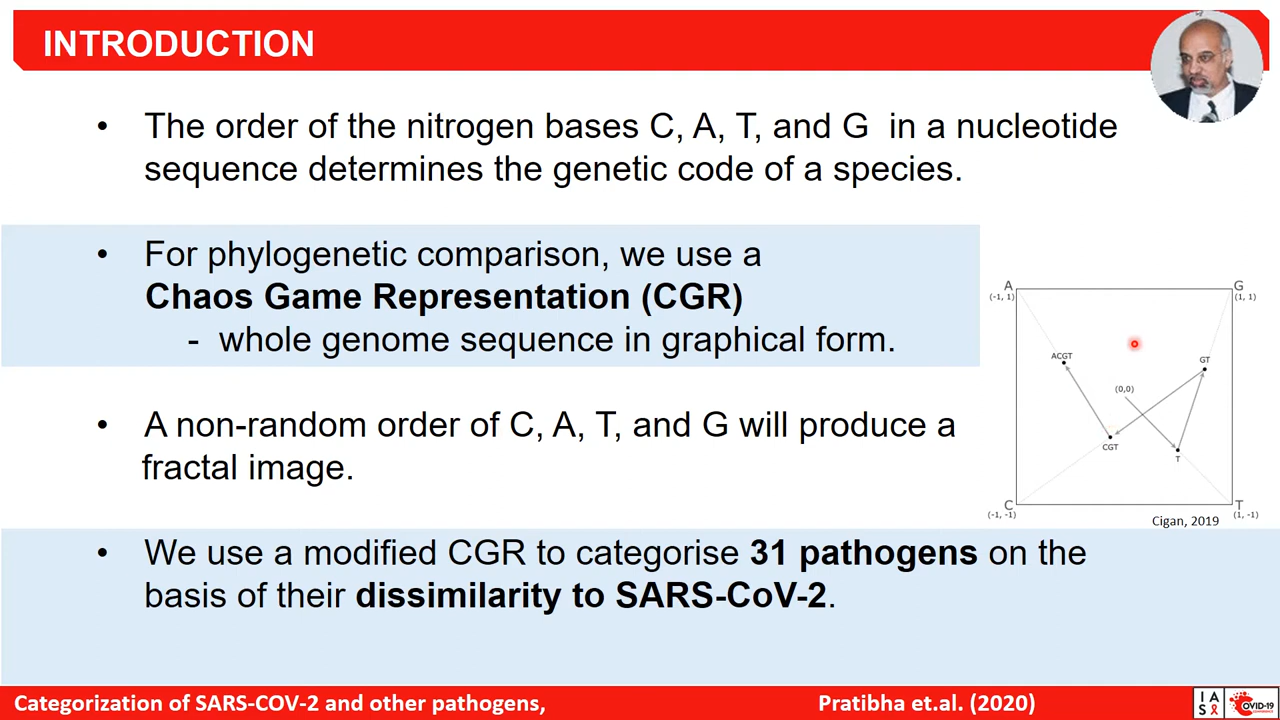 INTRODUCTION
• The order of the nitrogen bases C, A, T, and G in a nucleotide
sequence determines the genetic code of a species.
• For phylogenetic comparison, we use a
Chaos Game Representation (CGR)
- whole genome sequence in graphical form.
A
(-1, 1)
G
(1, 1)
ACGT
GT
(0,0)
CGT
T
C
(-1, -1)
T
(1, -1)
Cigan, 2019
• A non-random order of C, A, T, and G will produce a
fractal image.
• We use a modified CGR to categorise 31 pathogens on the
basis of their dissimilarity to SARS-CoV-2.
Categorization of SARS-COV-2 and other pathogens,
Pratibha et.al. (2020)
IAS
COVID-19
CONFERENCE